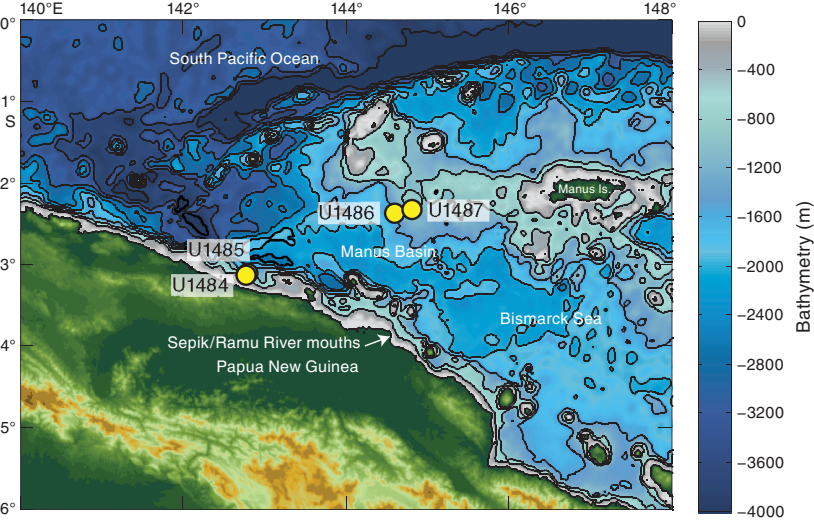 140°E 142° 144° 146° 148°
0°
1°
S
2°
3°
4°
5°
6°
South Pacific Ocean
Manus Is.
U1486
U1487
U1485
Manus Basin
U1484
Bismarck Sea
Sepik/Ramu River mouths
Papua New Guinea
0
−400
−800
−1200
−1600
−2000
−2400
−2800
−3200
−3600
−4000
Bathymetry (m)